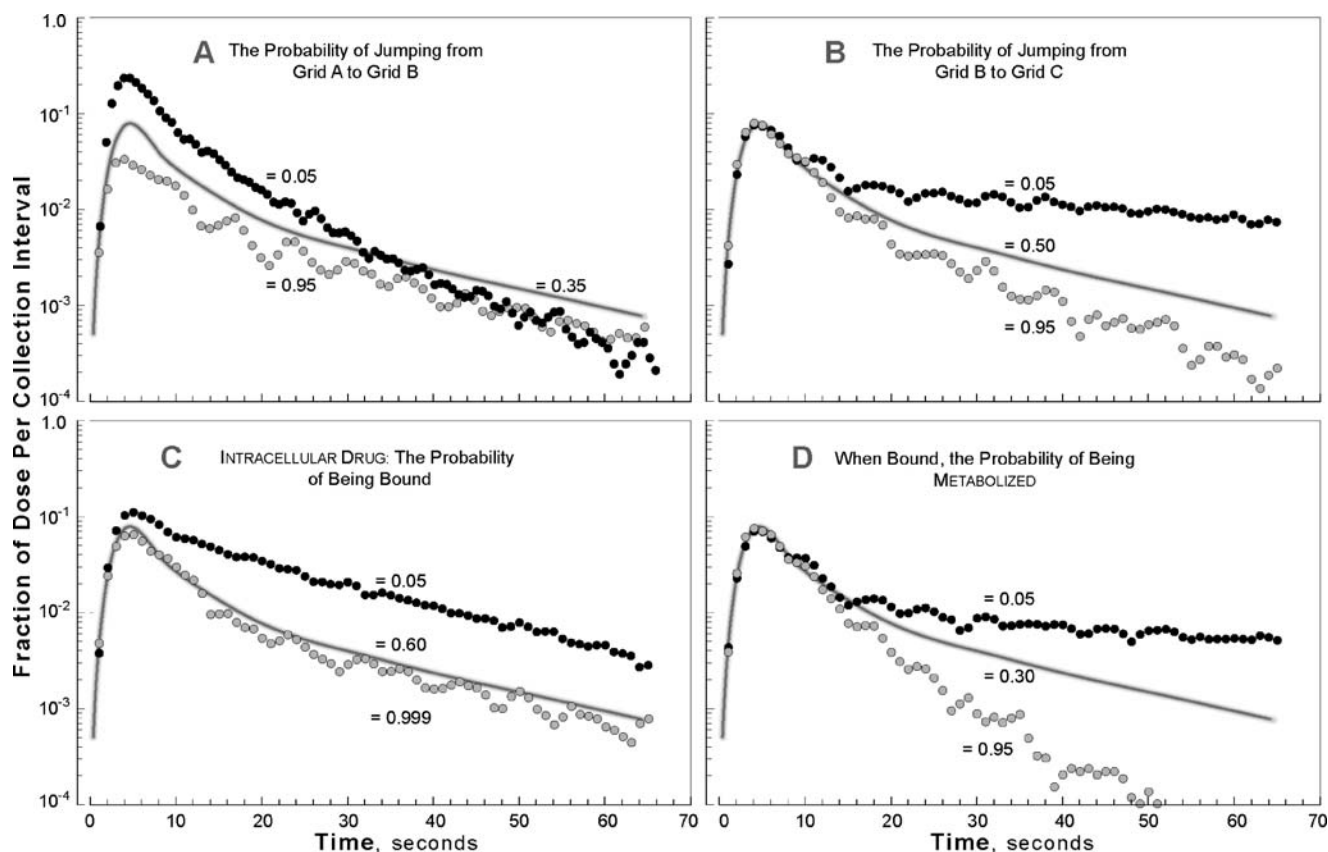 Fraction of Dose Per Collection Interval
1.0
10-1
10-2
10-3
10-4
A The Probability of Jumping from
Grid A to Grid B
= 0.05
= 0.95
= 0.35
B The Probability of Jumping from
Grid B to Grid C
= 0.05
= 0.50
= 0.95
1.0
10-1
10-2
10-3
10-4
C INTRACELLULAR DRUG: The Probability
of Being Bound
= 0.05
= 0.60
= 0.999
D When Bound, the Probability of Being
METABOLIZED
= 0.05
= 0.30
= 0.95
0 10 20 30 40 50 60 70
0 10 20 30 40 50 60 70
Time, seconds
Time, seconds